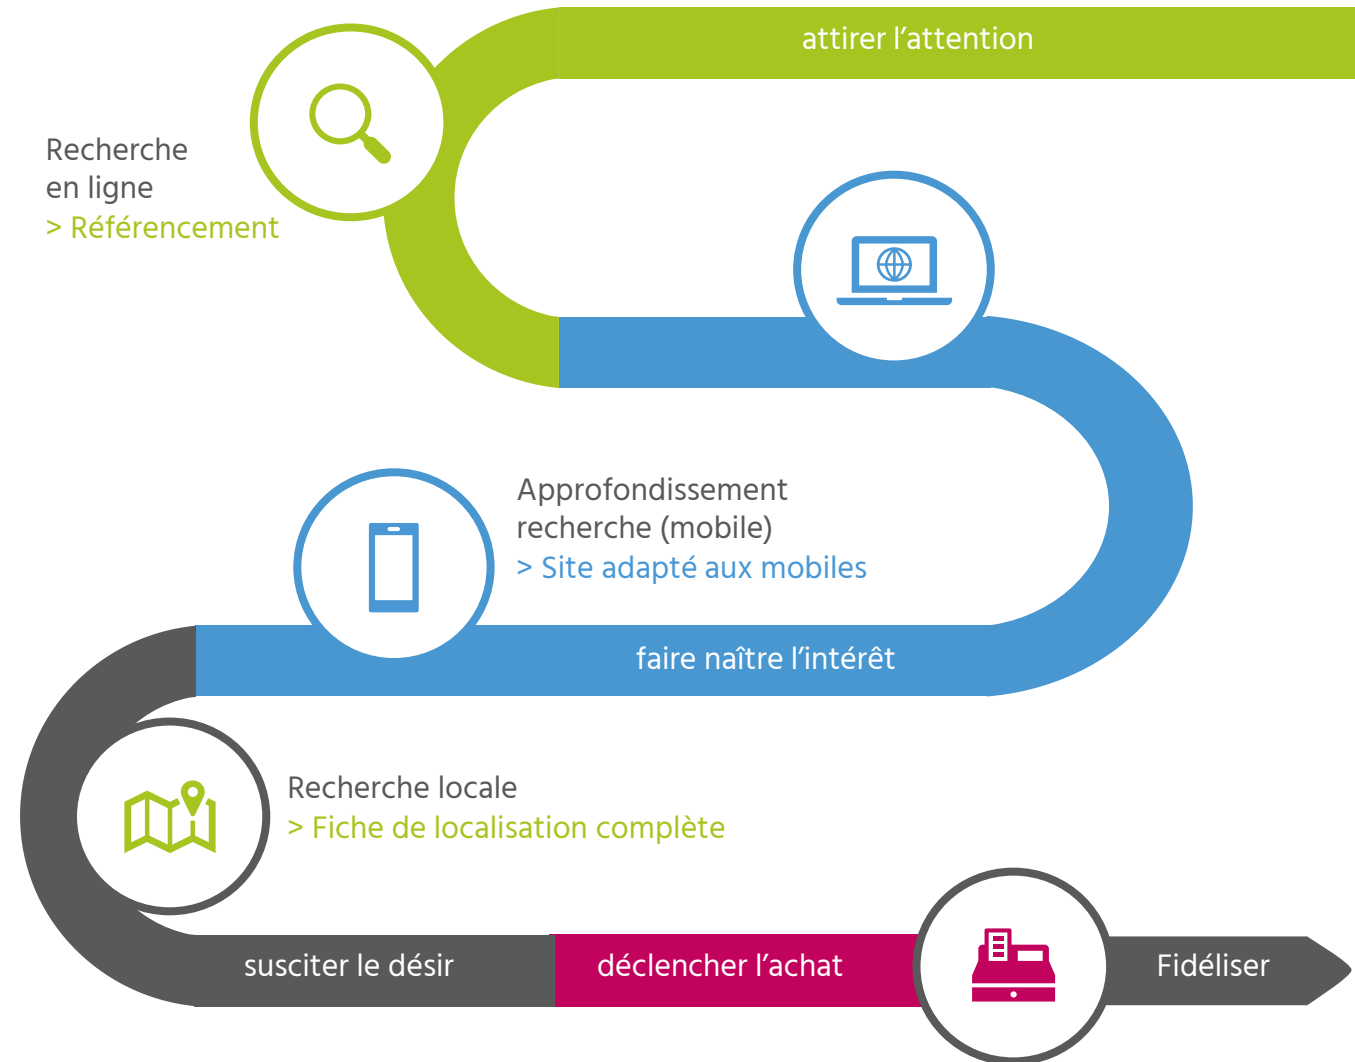 attirer l’attention
Recherche
en ligne
> Référencement
Approfondissement
recherche (mobile)
> Site adapté aux mobiles
faire naître l’intérêt
Recherche locale
> Fiche de localisation complète
susciter le désir
déclencher l’achat
Fidéliser